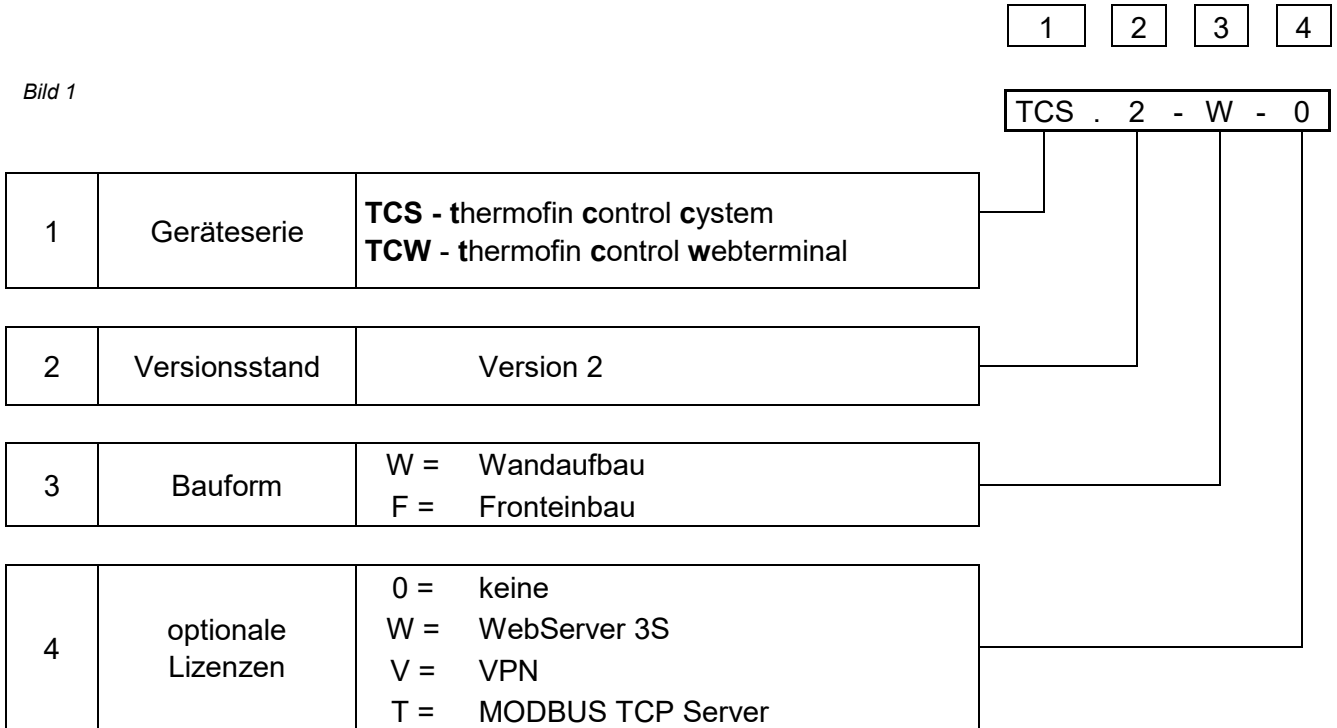 1 2 3 4
Bild 1
TCS . 2 - W - 0
1 Geräteserie TCS - thermofin control cystem
TCW - thermofin control webterminal
2 Versionsstand Version 2
3 Bauform W = Wandaufbau
F = Fronteinbau
4 optionale Lizenzen 0 = keine
W = WebServer 3S
V = VPN
T = MODBUS TCP Server